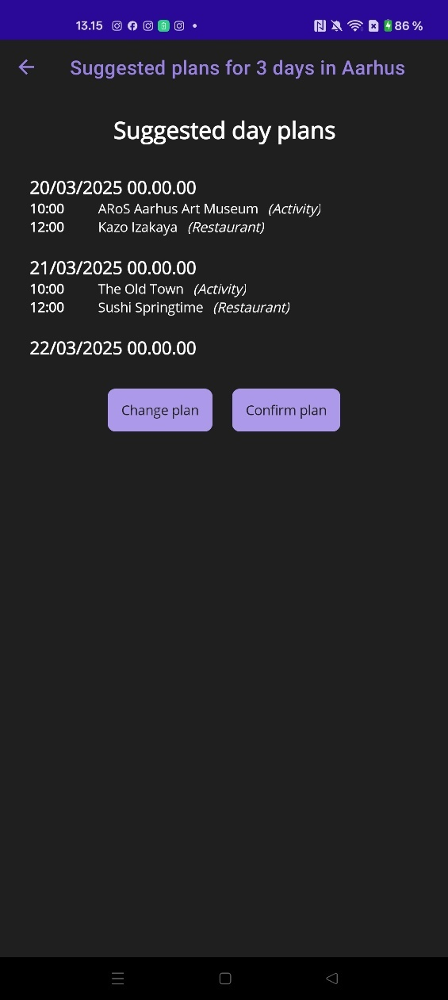 13.15 86 %
Suggested plans for 3 days in Aarhus
Suggested day plans
20/03/2025 00.00.00
10:00 ARoS Aarhus Art Museum (Activity)
12:00 Kazo Izakaya (Restaurant)
21/03/2025 00.00.00
10:00 The Old Town (Activity)
12:00 Sushi Springtime (Restaurant)
22/03/2025 00.00.00
Change plan Confirm plan